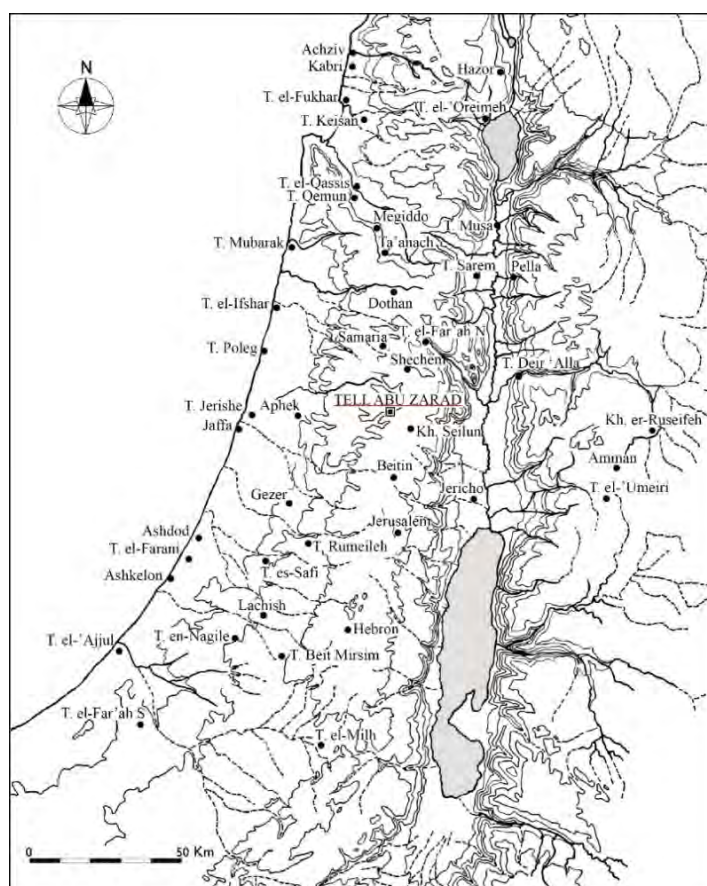 N
Achziv
Kabri
Hazor
T. el-Fukhar
T. el-'Oreimeh
T. Keisan
T. el-Qassis
T. Qemun
Megiddo
T. Musa
T. Mubarak
Ta'anach
T. Sarem
Pella
Dothan
T. el-Ifshar
T. el-Far'ah N
Samaria
T. Poleg
Shechem
T. Deir 'Alla
TELL ABU ZARAD
T. Jerishe
Aphek
Jaffa
Kh. Seilun
Kh. er-Ruseifeh
Amman
Beitin
Jericho
T. el-'Umeiri
Gezer
Ashdod
Jerusalem
T. el-Farani
T. Rumeileh
T. es-Safi
Ashkelon
Lachish
Hebron
T. el-'Ajjul
T. en-Nagile
T. Beit Mirsim
T. el-Far'ah S
T. el-Milh
0 50 Km